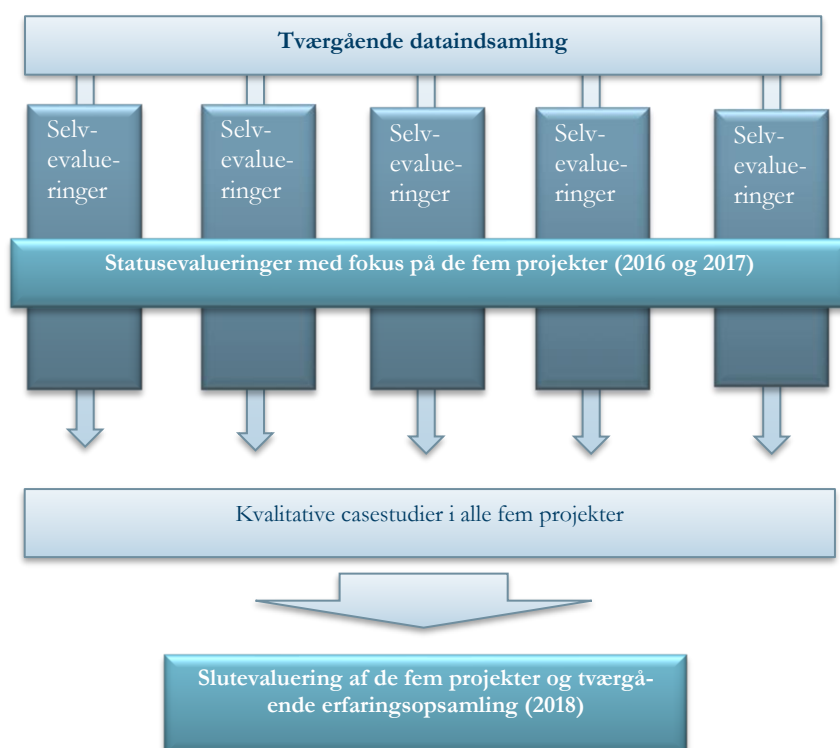 Tværgående dataindsamling
Selv-
evalue-
ringer
Selv-
evalue-
ringer
Selv-
evalue-
ringer
Selv-
evalue-
ringer
Selv-
evalue-
ringer
Statusevalueringer med fokus på de fem projekter (2016 og 2017)
Kvalitative casestudier i alle fem projekter
Slutevaluering af de fem projekter og tværgå-
ende erfaringsopsamling (2018)